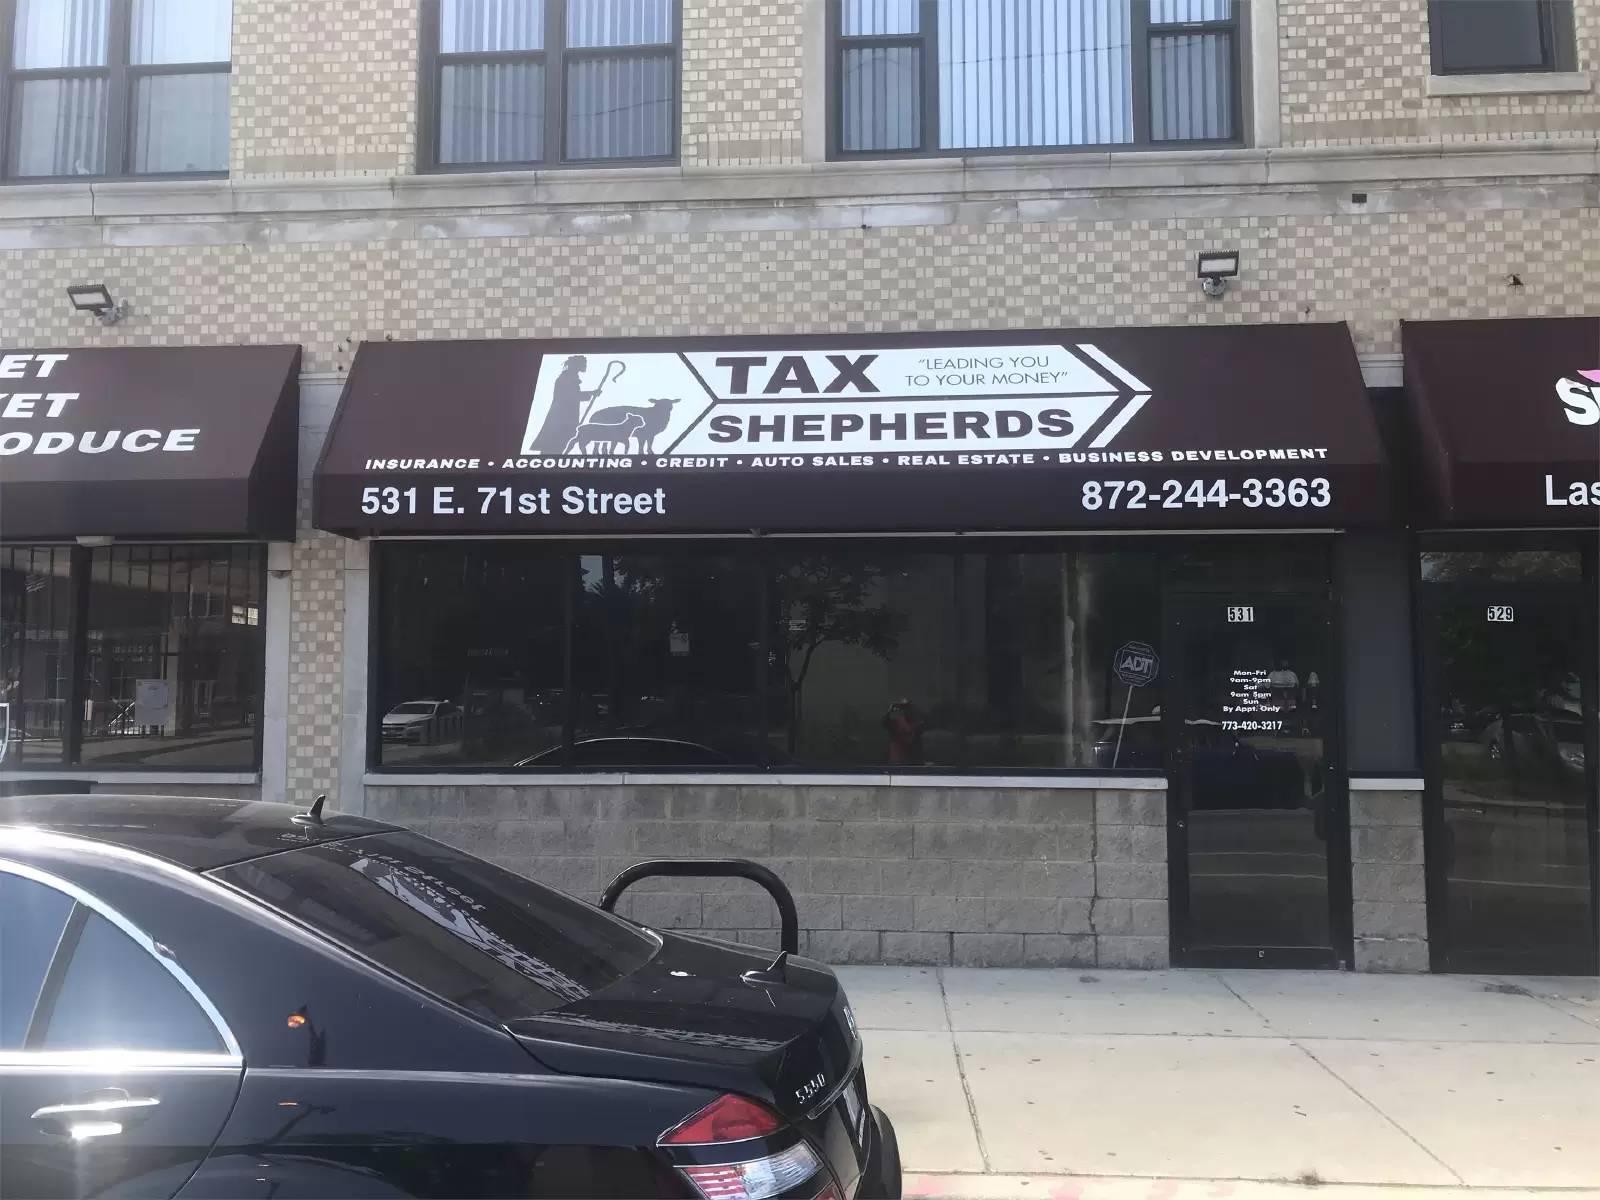 ODUCE
TAX
"LEADING YOU
TO YOUR MONEY"
SHEPHERDS
INSURANCE • ACCOUNTING • CREDIT • AUTO SALES • REAL ESTATE • BUSINESS DEVELOPMENT
531 E. 71st Street
872-244-3363
Las
531
529
ADT
Mon-Fri
9am-9pm
Sat
9am 5pm
Sun
By Appt. Only
773-420-3217
S550